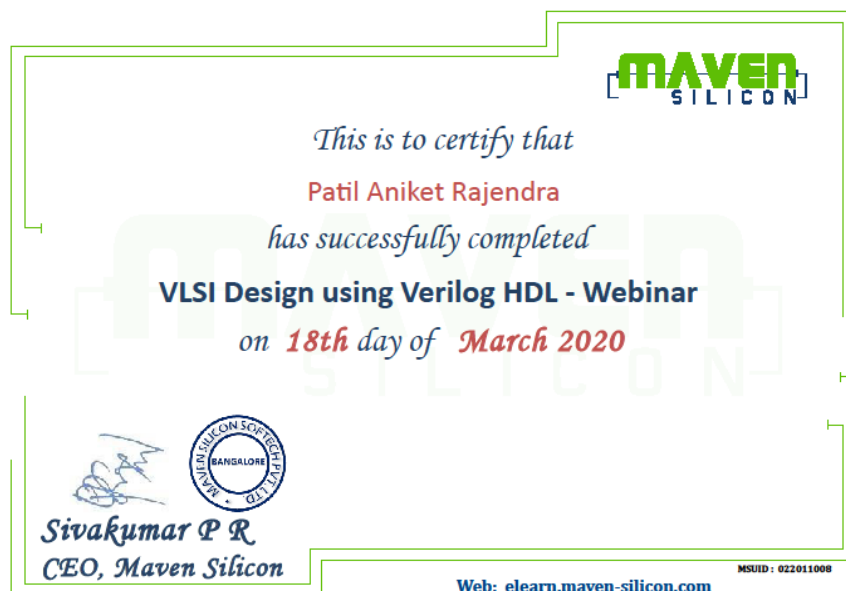 MAVEN
SILICON
This is to certify that
Patil Aniket Rajendra
has successfully completed
VLSI Design using Verilog HDL - Webinar
on 18th day of March 2020
MAVEN SILICON SOFTECH PVT. LTD.
BANGALORE
Sivakumar P R
CEO, Maven Silicon
MSUID : 022011008
Web: elearn.maven-silicon.com